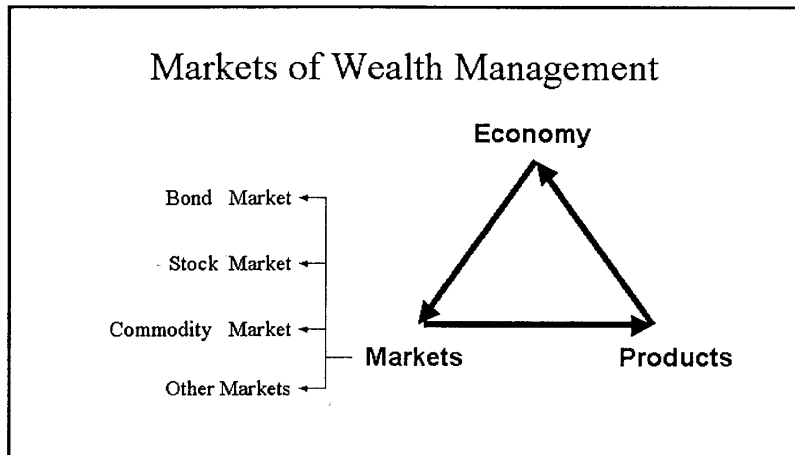 Markets of Wealth Management
Economy
Bond Market
Stock Market
Commodity Market
Other Markets
Markets
Products